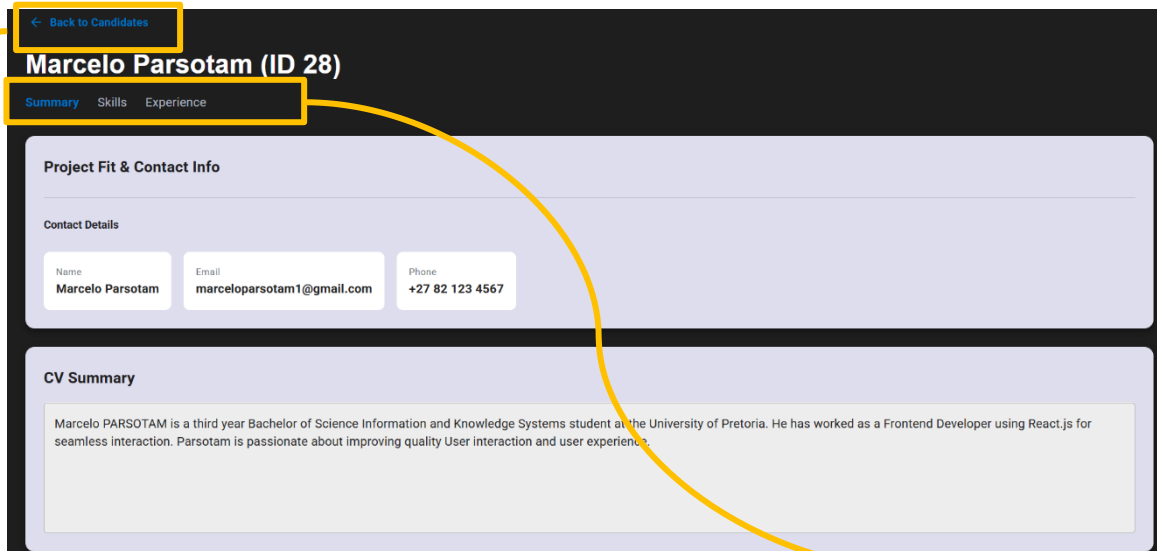 ← Back to Candidates
Marcelo Parsotam (ID 28)
Summary Skills Experience
Project Fit & Contact Info
Contact Details
Name
Marcelo Parsotam
Email
marceloparsotam1@gmail.com
Phone
+27 82 123 4567
CV Summary
Marcelo PARSOTAM is a third year Bachelor of Science Information and Knowledge Systems student at the University of Pretoria. He has worked as a Frontend Developer using React.js for
seamless interaction. Parsotam is passionate about improving quality User interaction and user experience.